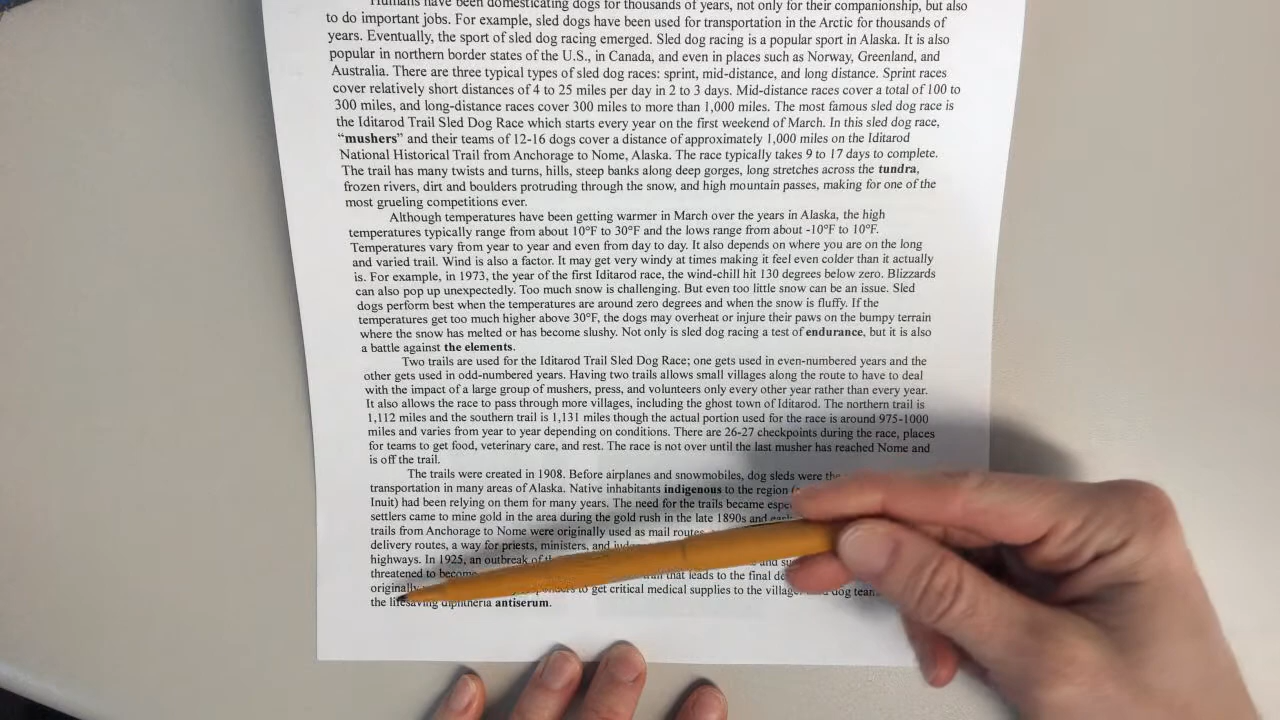 Humans have been domesticating dogs for thousands of years, not only for their companionship, but also
to do important jobs. For example, sled dogs have been used for transportation in the Arctic for thousands of
years. Eventually, the sport of sled dog racing emerged. Sled dog racing is a popular sport in Alaska. It is also
popular in northern border states of the U.S., in Canada, and even in places such as Norway, Greenland, and
Australia. There are three typical types of sled dog races: sprint, mid-distance, and long distance. Sprint races
cover relatively short distances of 4 to 25 miles per day in 2 to 3 days. Mid-distance races cover a total of 100 to
300 miles, and long-distance races cover 300 miles to more than 1,000 miles. The most famous sled dog race is
the Iditarod Trail Sled Dog Race which starts every year on the first weekend of March. In this sled dog race,
“mushers” and their teams of 12-16 dogs cover a distance of approximately 1,000 miles on the Iditarod
National Historical Trail from Anchorage to Nome, Alaska. The race typically takes 9 to 17 days to complete.
The trail has many twists and turns, hills, steep banks along deep gorges, long stretches across the tundra,
frozen rivers, dirt and boulders protruding through the snow, and high mountain passes, making for one of the
most grueling competitions ever.
Although temperatures have been getting warmer in March over the years in Alaska, the high
temperatures typically range from about 10°F to 30°F and the lows range from about -10°F to 10°F.
Temperatures vary from year to year and even from day to day. It also depends on where you are on the long
and varied trail. Wind is also a factor. It may get very windy at times making it feel even colder than it actually
is. For example, in 1973, the year of the first Iditarod race, the wind-chill hit 130 degrees below zero. Blizzards
can also pop up unexpectedly. Too much snow is challenging. But even too little snow can be an issue. Sled
dogs perform best when the temperatures are around zero degrees and when the snow is fluffy. If the
temperatures get too much higher above 30°F, the dogs may overheat or injure their paws on the bumpy terrain
where the snow has melted or has become slushy. Not only is sled dog racing a test of endurance, but it is also
a battle against the elements.
Two trails are used for the Iditarod Trail Sled Dog Race; one gets used in even-numbered years and the
other gets used in odd-numbered years. Having two trails allows small villages along the route to have to deal
with the impact of a large group of mushers, press, and volunteers only every other year rather than every year.
It also allows the race to pass through more villages, including the ghost town of Iditarod. The northern trail is
1,112 miles and the southern trail is 1,131 miles though the actual portion used for the race is around 975-1000
miles and varies from year to year depending on conditions. There are 26-27 checkpoints during the race, places
for teams to get food, veterinary care, and rest. The race is not over until the last musher has reached Nome and
is off the trail.
The trails were created in 1908. Before airplanes and snowmobiles, dog sleds were the
transportation in many areas of Alaska. Native inhabitants indigenous to the region
Inuit) had been relying on them for many years. The need for the trails became
settlers came to mine gold in the area during the gold rush in the late 1890s and
trails from Anchorage to Nome were originally used as mail
delivery routes, a way for priests, ministers, and
highways. In 1925, an outbreak of and
threatened to become that leads to the final
originally to get critical medical supplies to the dog
the lifesaving diphtheria antiserum.